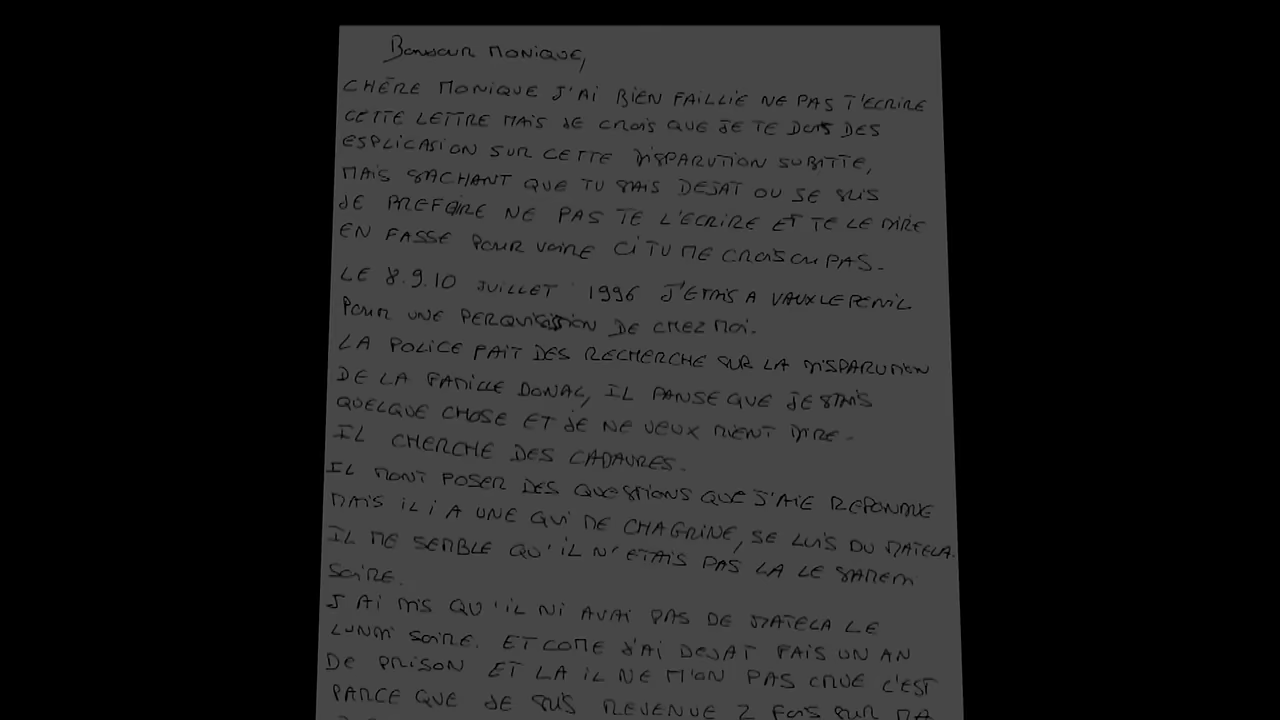 Bonjour MONIQUE,
CHÈRE MONIQUE J'AI BIEN FAILLIE NE PAS T'ECRIRE
CETTE LETTRE MAIS JE CROIS QUE JE TE DOIS DES
ESPLICASION SUR CETTE DISPARUTION SUBITTE,
MAIS SACHANT QUE TU SAIS DEJAT OU JE SUIS
JE PREFERE NE PAS TE L'ECRIRE ET TE LE DIRE
EN FASSE POUR VOIRE CI TU ME CROIS OU PAS.
LE 8.9.10 JUILLET 1996 J'ETAIS A VAUX LE PENIL
POUR UNE PERQUISITION DE CHEZ MOI.
LA POLICE FAIT DES RECHERCHE SUR LA DISPARUTION
DE LA FAMILLE DONAL, IL PANSE QUE JE SAIS
QUELQUE CHOSE ET JE NE VEUX RIENT DIRE.
IL CHERCHE DES CADAVRES.
IL MONT POSER DES QUESTIONS QUE J'AIE REPONDUE
MAIS IL I A UNE QUI ME CHAGRINE, SE LUIS DU MATELA.
IL ME SEMBLE QU'IL N'ETAIS PAS LA LE SAMEDI
SOIRE.
J'AI DIS QU'IL NI AVAI PAS DE MATELA LE
LUNDI SOIRE. ET COME J'AI DEJAT FAIS UN AN
DE PRISON ET LA IL NE M'ON PAS CRUE C'EST
PARCE QUE JE SUIS REVENUE 2 FOIS SUR MA